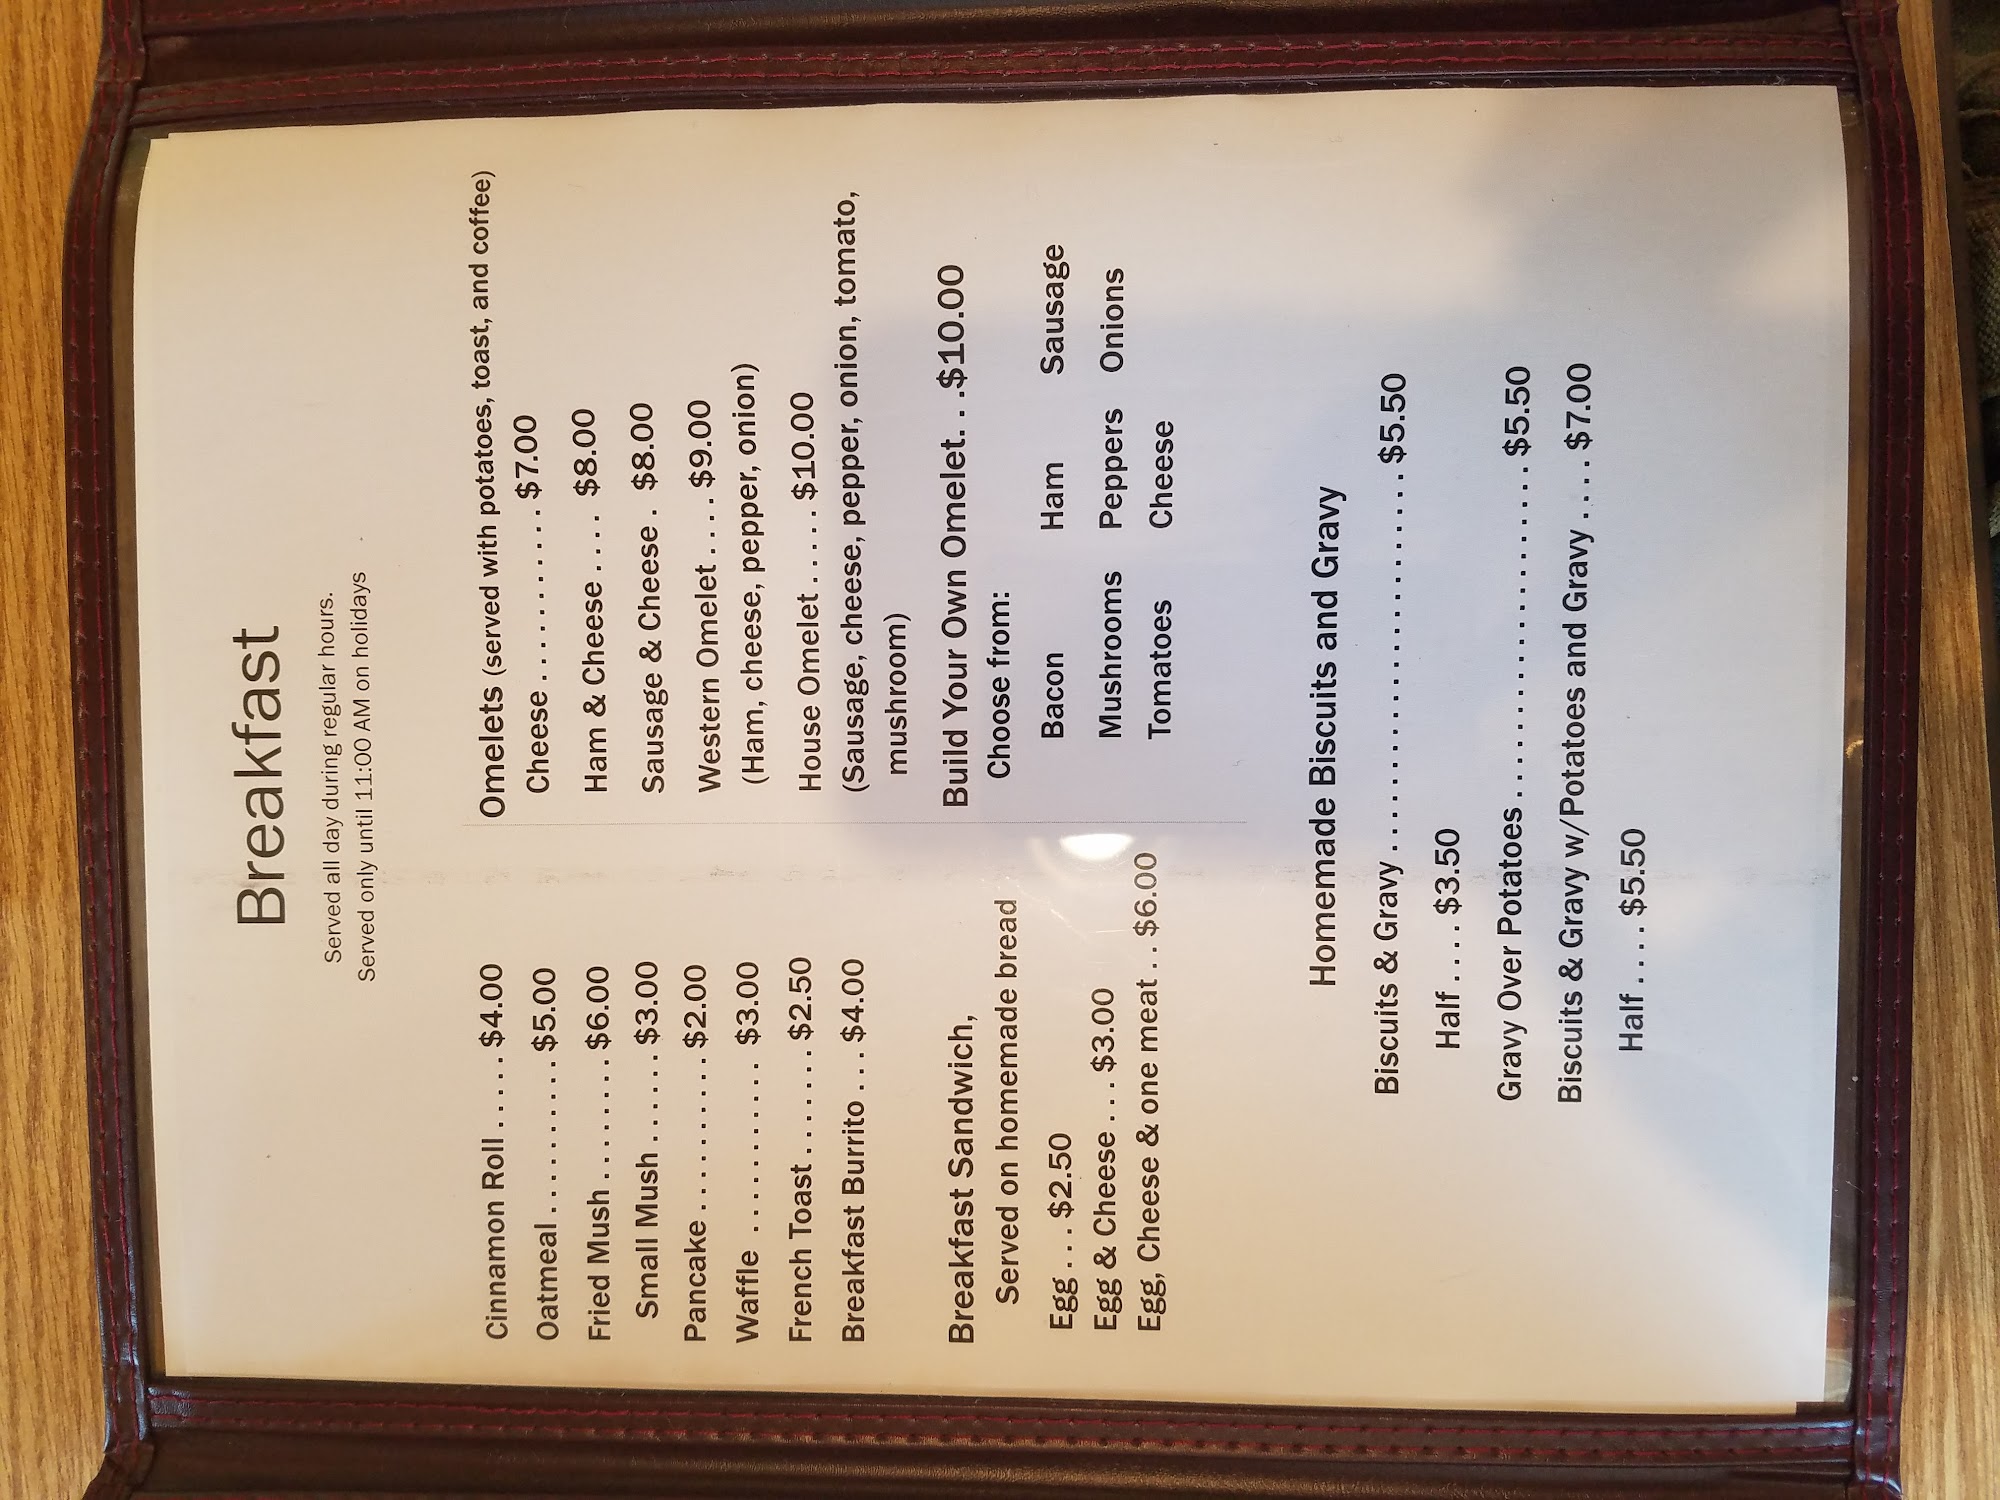 Breakfast
Served all day during regular hours.
Served only until 11:00 AM on holidays
Cinnamon Roll.....$4.00
Oatmeal..........$5.00
Fried Mush........$6.00
Small Mush......$3.00
Pancake..........$2.00
Waffle ..........$3.00
French Toast.......$2.50
Breakfast Burrito ...$4.00
Breakfast Sandwich,
Served on homemade bread
Egg...$2.50
Egg & Cheese...$3.00
Egg, Cheese & one meat...$6.00
Omelets (served with potatoes, toast, and coffee)
Cheese..........$7.00
Ham & Cheese.... $8.00
Sausage & Cheese. $8.00
Western Omelet....$9.00
(Ham, cheese, pepper, onion)
House Omelet.....$10.00
(Sausage, cheese, pepper, onion, tomato,
mushroom)
Build Your Own Omelet...$10.00
Choose from:
Bacon Ham Sausage
Mushrooms Peppers Onions
Tomatoes Cheese
Homemade Biscuits and Gravy
Biscuits & Gravy..........................$5.50
Half....$3.50
Gravy Over Potatoes.......................$5.50
Biscuits & Gravy w/Potatoes and Gravy....$7.00
Half.....$5.50